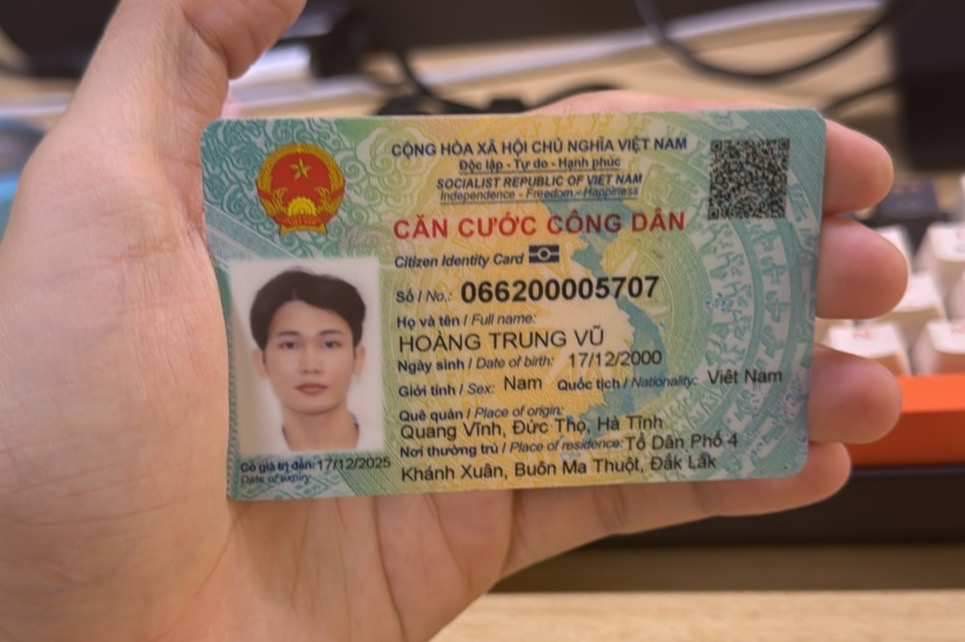 CỘNG HÒA XÃ HỘI CHỦ NGHĨA VIỆT NAM
Độc lập - Tự do - Hạnh phúc
SOCIALIST REPUBLIC OF VIET NAM
Independence - Freedom - Happiness
CĂN CƯỚC CÔNG DÂN
Citizen Identity Card
Số / No.: 066200005707
Họ và tên / Full name:
HOÀNG TRUNG VŨ
Ngày sinh / Date of birth: 17/12/2000
Giới tính / Sex: Nam Quốc tịch / Nationality: Việt Nam
Quê quán / Place of origin:
Quang Vĩnh, Đức Thọ, Hà Tĩnh
Nơi thường trú / Place of residence: Tổ Dân Phố 4
Khánh Xuân, Buôn Ma Thuột, Đắk Lắk
Có giá trị đến: 17/12/2025
Date of expiry